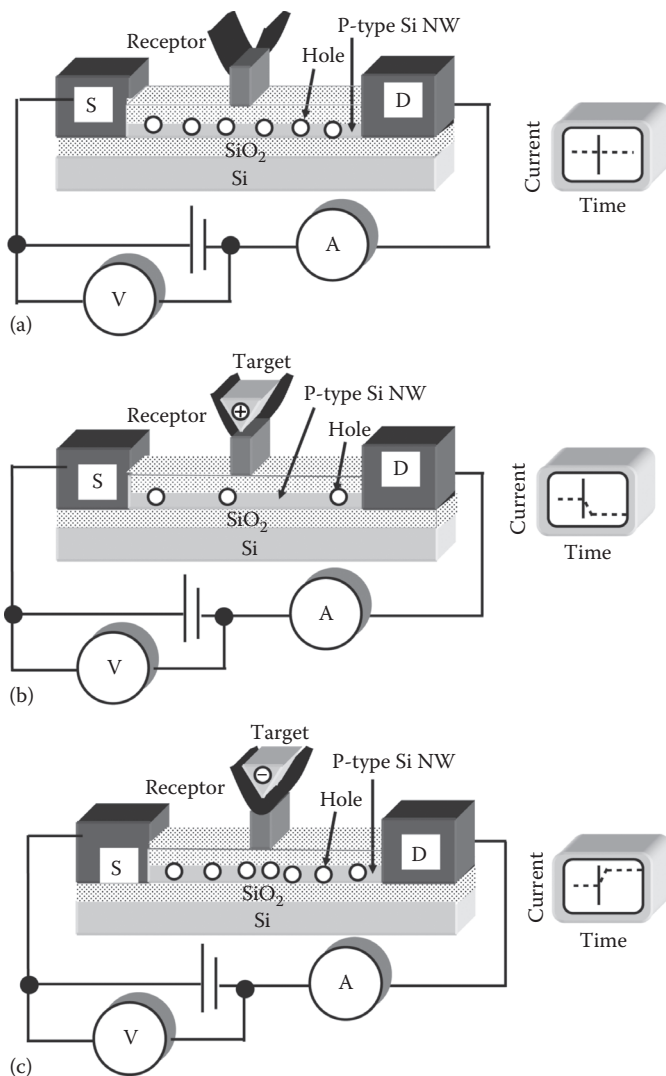 Receptor
Hole
P-type Si NW
S
D
SiO2
Si
Current
Time
A
V
(a)
Target
P-type Si NW
Receptor
Hole
S
D
SiO2
Si
Current
Time
A
V
(b)
Target
P-type Si NW
Receptor
Hole
S
D
SiO2
Si
Current
Time
A
V
(c)